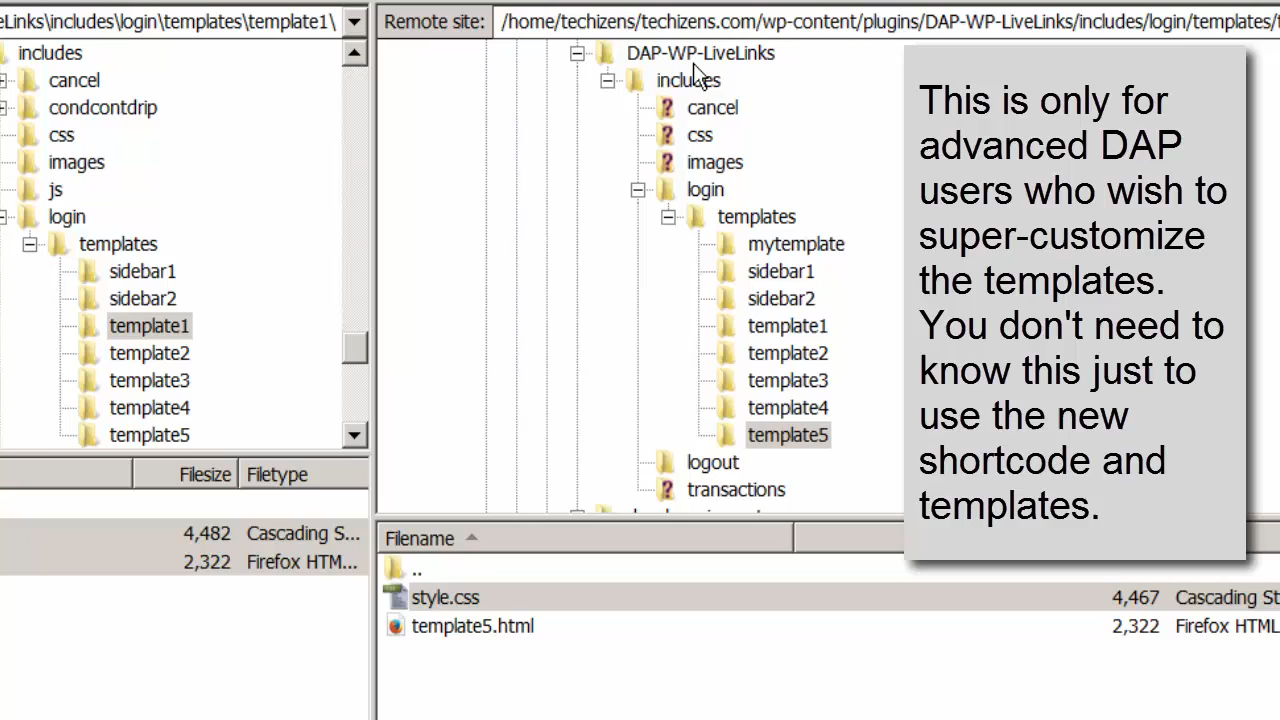 eLinks\includes\login\templates\template1\
includes
cancel
condcontdrip
css
images
js
login
templates
sidebar1
sidebar2
template1
template2
template3
template4
template5
Filesize Filetype
4,482 Cascading S...
2,322 Firefox HTM...
Remote site: /home/techizens/techizens.com/wp-content/plugins/DAP-WP-LiveLinks/includes/login/templates/t
DAP-WP-LiveLinks
includes
cancel
css
images
login
templates
mytemplate
sidebar1
sidebar2
template1
template2
template3
template4
template5
logout
transactions
Filename
..
style.css 4,467 Cascading St
template5.html 2,322 Firefox HTML
This is only for
advanced DAP
users who wish to
super-customize
the templates.
You don't need to
know this just to
use the new
shortcode and
templates.